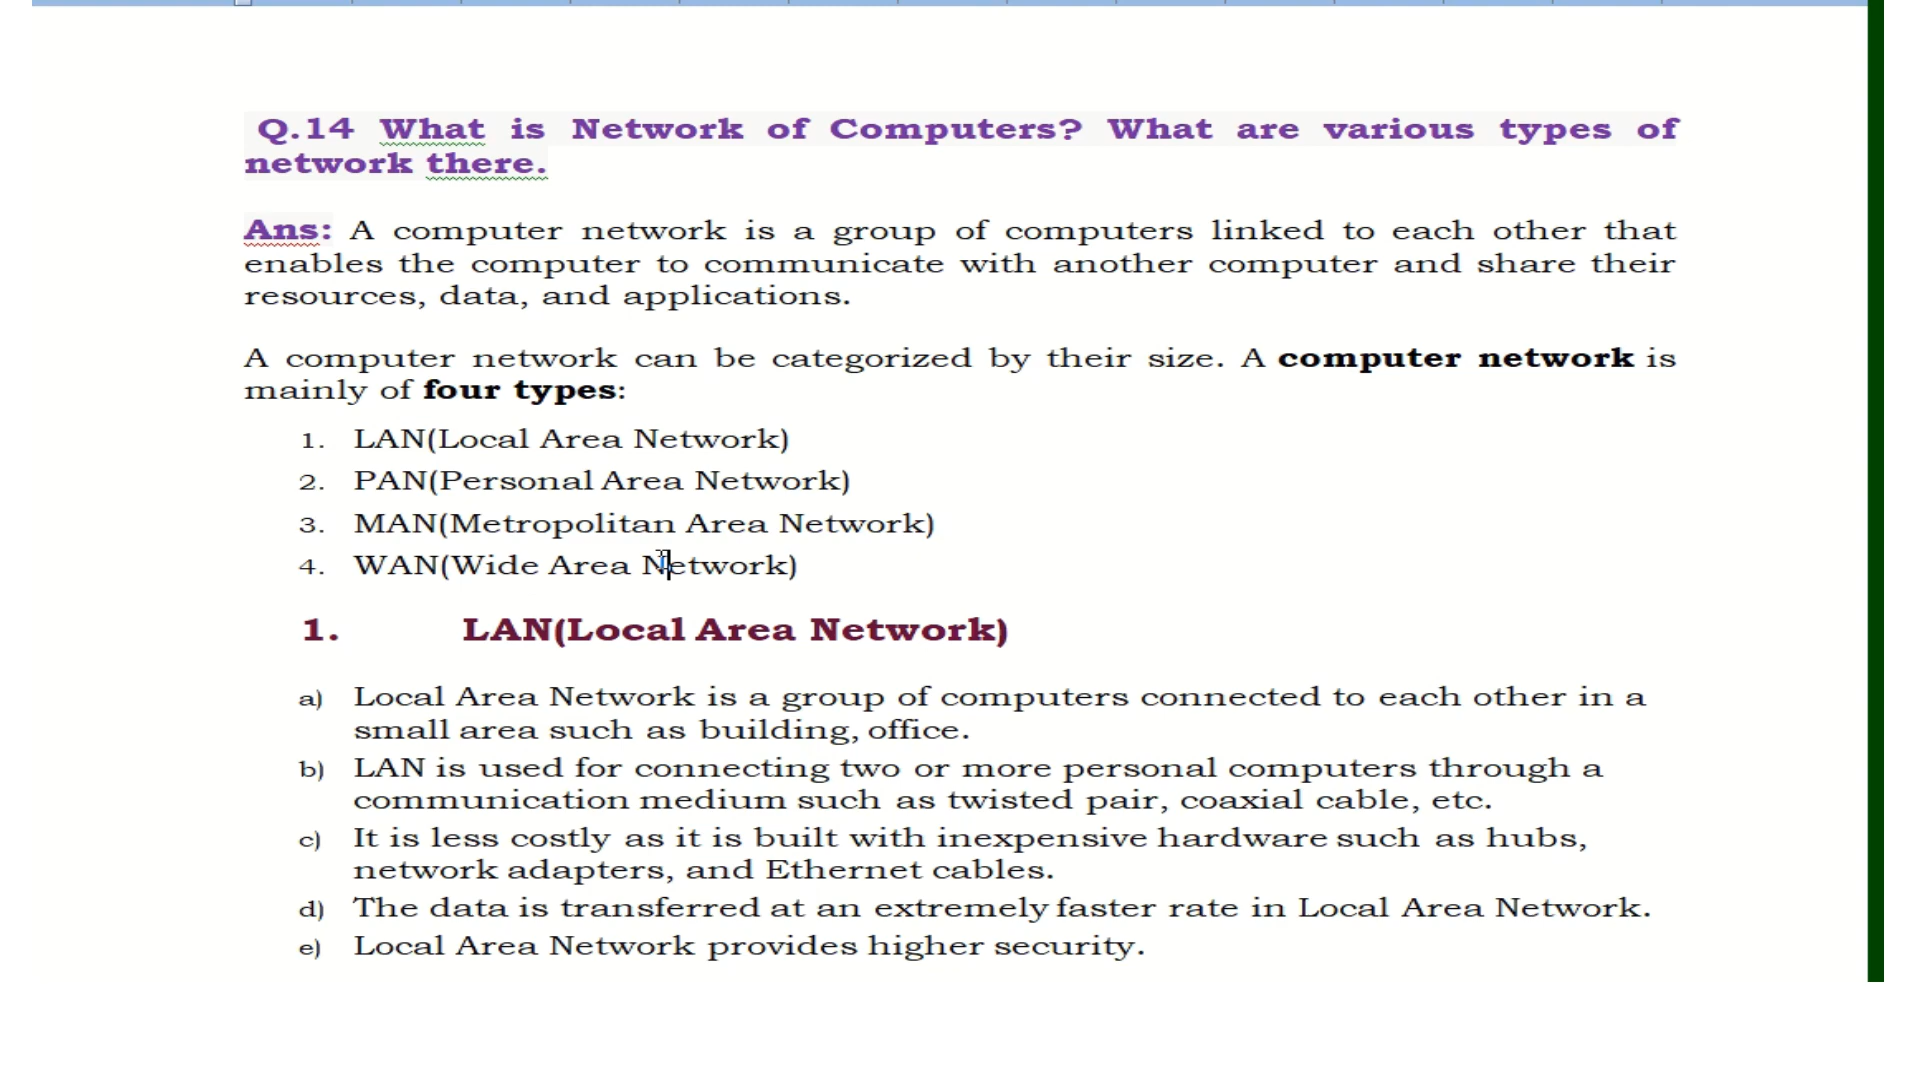 Q.14 What is Network of Computers? What are various types of
network there.
Ans: A computer network is a group of computers linked to each other that
enables the computer to communicate with another computer and share their
resources, data, and applications.
A computer network can be categorized by their size. A computer network is
mainly of four types:
1. LAN(Local Area Network)
2. PAN(Personal Area Network)
3. MAN(Metropolitan Area Network)
4. WAN(Wide Area Network)
1. LAN(Local Area Network)
a) Local Area Network is a group of computers connected to each other in a
small area such as building, office.
b) LAN is used for connecting two or more personal computers through a
communication medium such as twisted pair, coaxial cable, etc.
c) It is less costly as it is built with inexpensive hardware such as hubs,
network adapters, and Ethernet cables.
d) The data is transferred at an extremely faster rate in Local Area Network.
e) Local Area Network provides higher security.